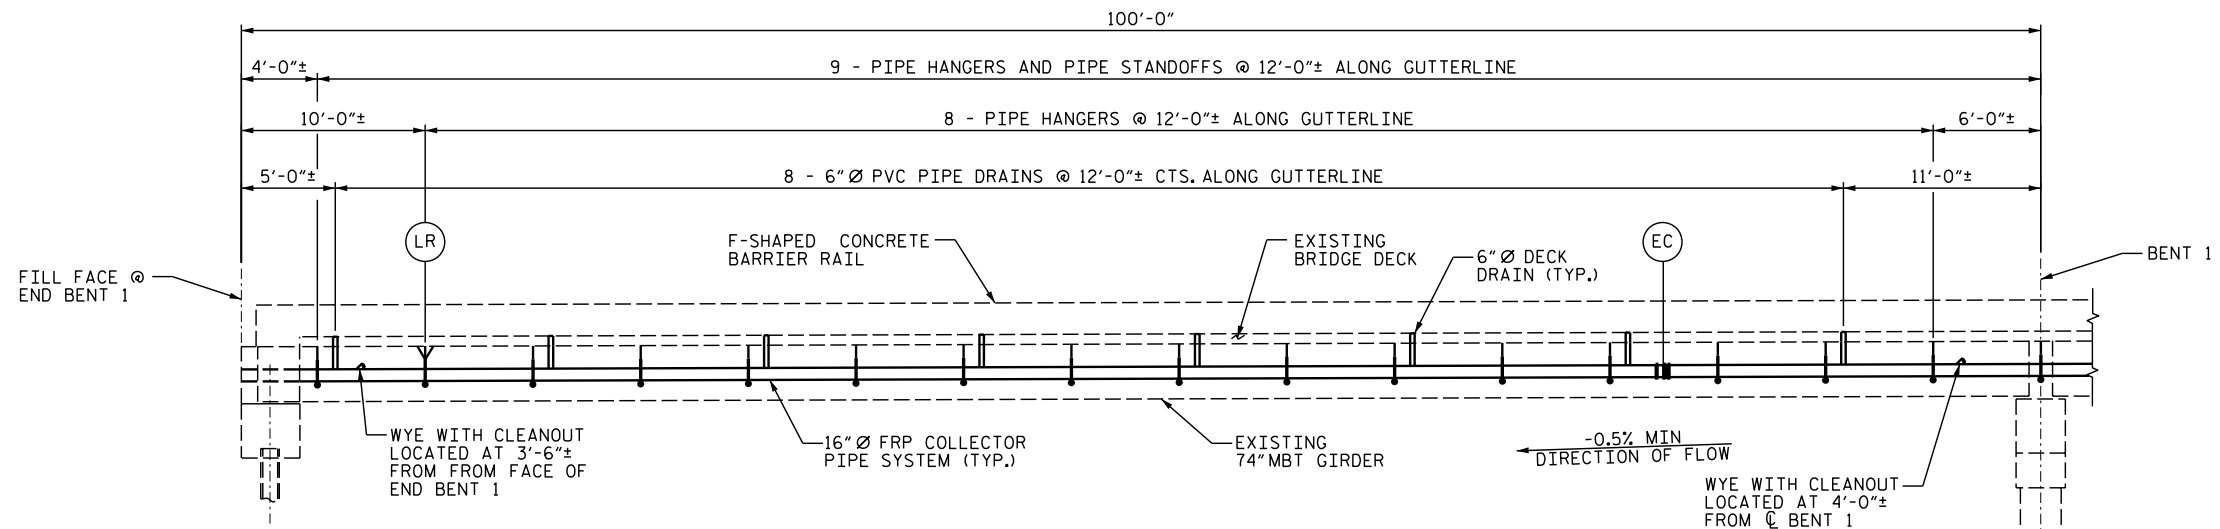 100'-0"
4'-0"±
9 - PIPE HANGERS AND PIPE STANDOFFS @ 12'-0"± ALONG GUTTERLINE
10'-0"±
8 - PIPE HANGERS @ 12'-0"± ALONG GUTTERLINE
6'-0"±
5'-0"±
8 - 6"Ø PVC PIPE DRAINS @ 12'-0"± CTS. ALONG GUTTERLINE
11'-0"±
LR
F-SHAPED CONCRETE
BARRIER RAIL
EXISTING
BRIDGE DECK
6"Ø DECK
DRAIN (TYP.)
EC
BENT 1
FILL FACE @
END BENT 1
WYE WITH CLEANOUT
LOCATED AT 3'-6"±
FROM FROM FACE OF
END BENT 1
16"Ø FRP COLLECTOR
PIPE SYSTEM (TYP.)
EXISTING
74"MBT GIRDER
-0.5% MIN
DIRECTION OF FLOW
WYE WITH CLEANOUT
LOCATED AT 4'-0"±
FROM ℄ BENT 1